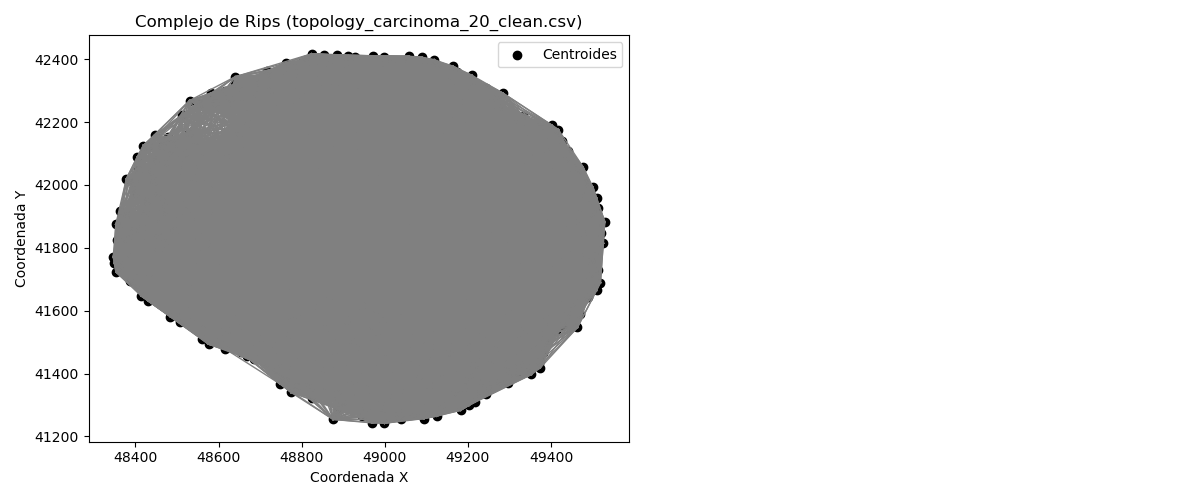 Complejo de Rips (topology_carcinoma_20_clean.csv)
Centroides
42400
42200
42000
41800
41600
41400
41200
Coordenada Y
48400 48600 48800 49000 49200 49400
Coordenada X